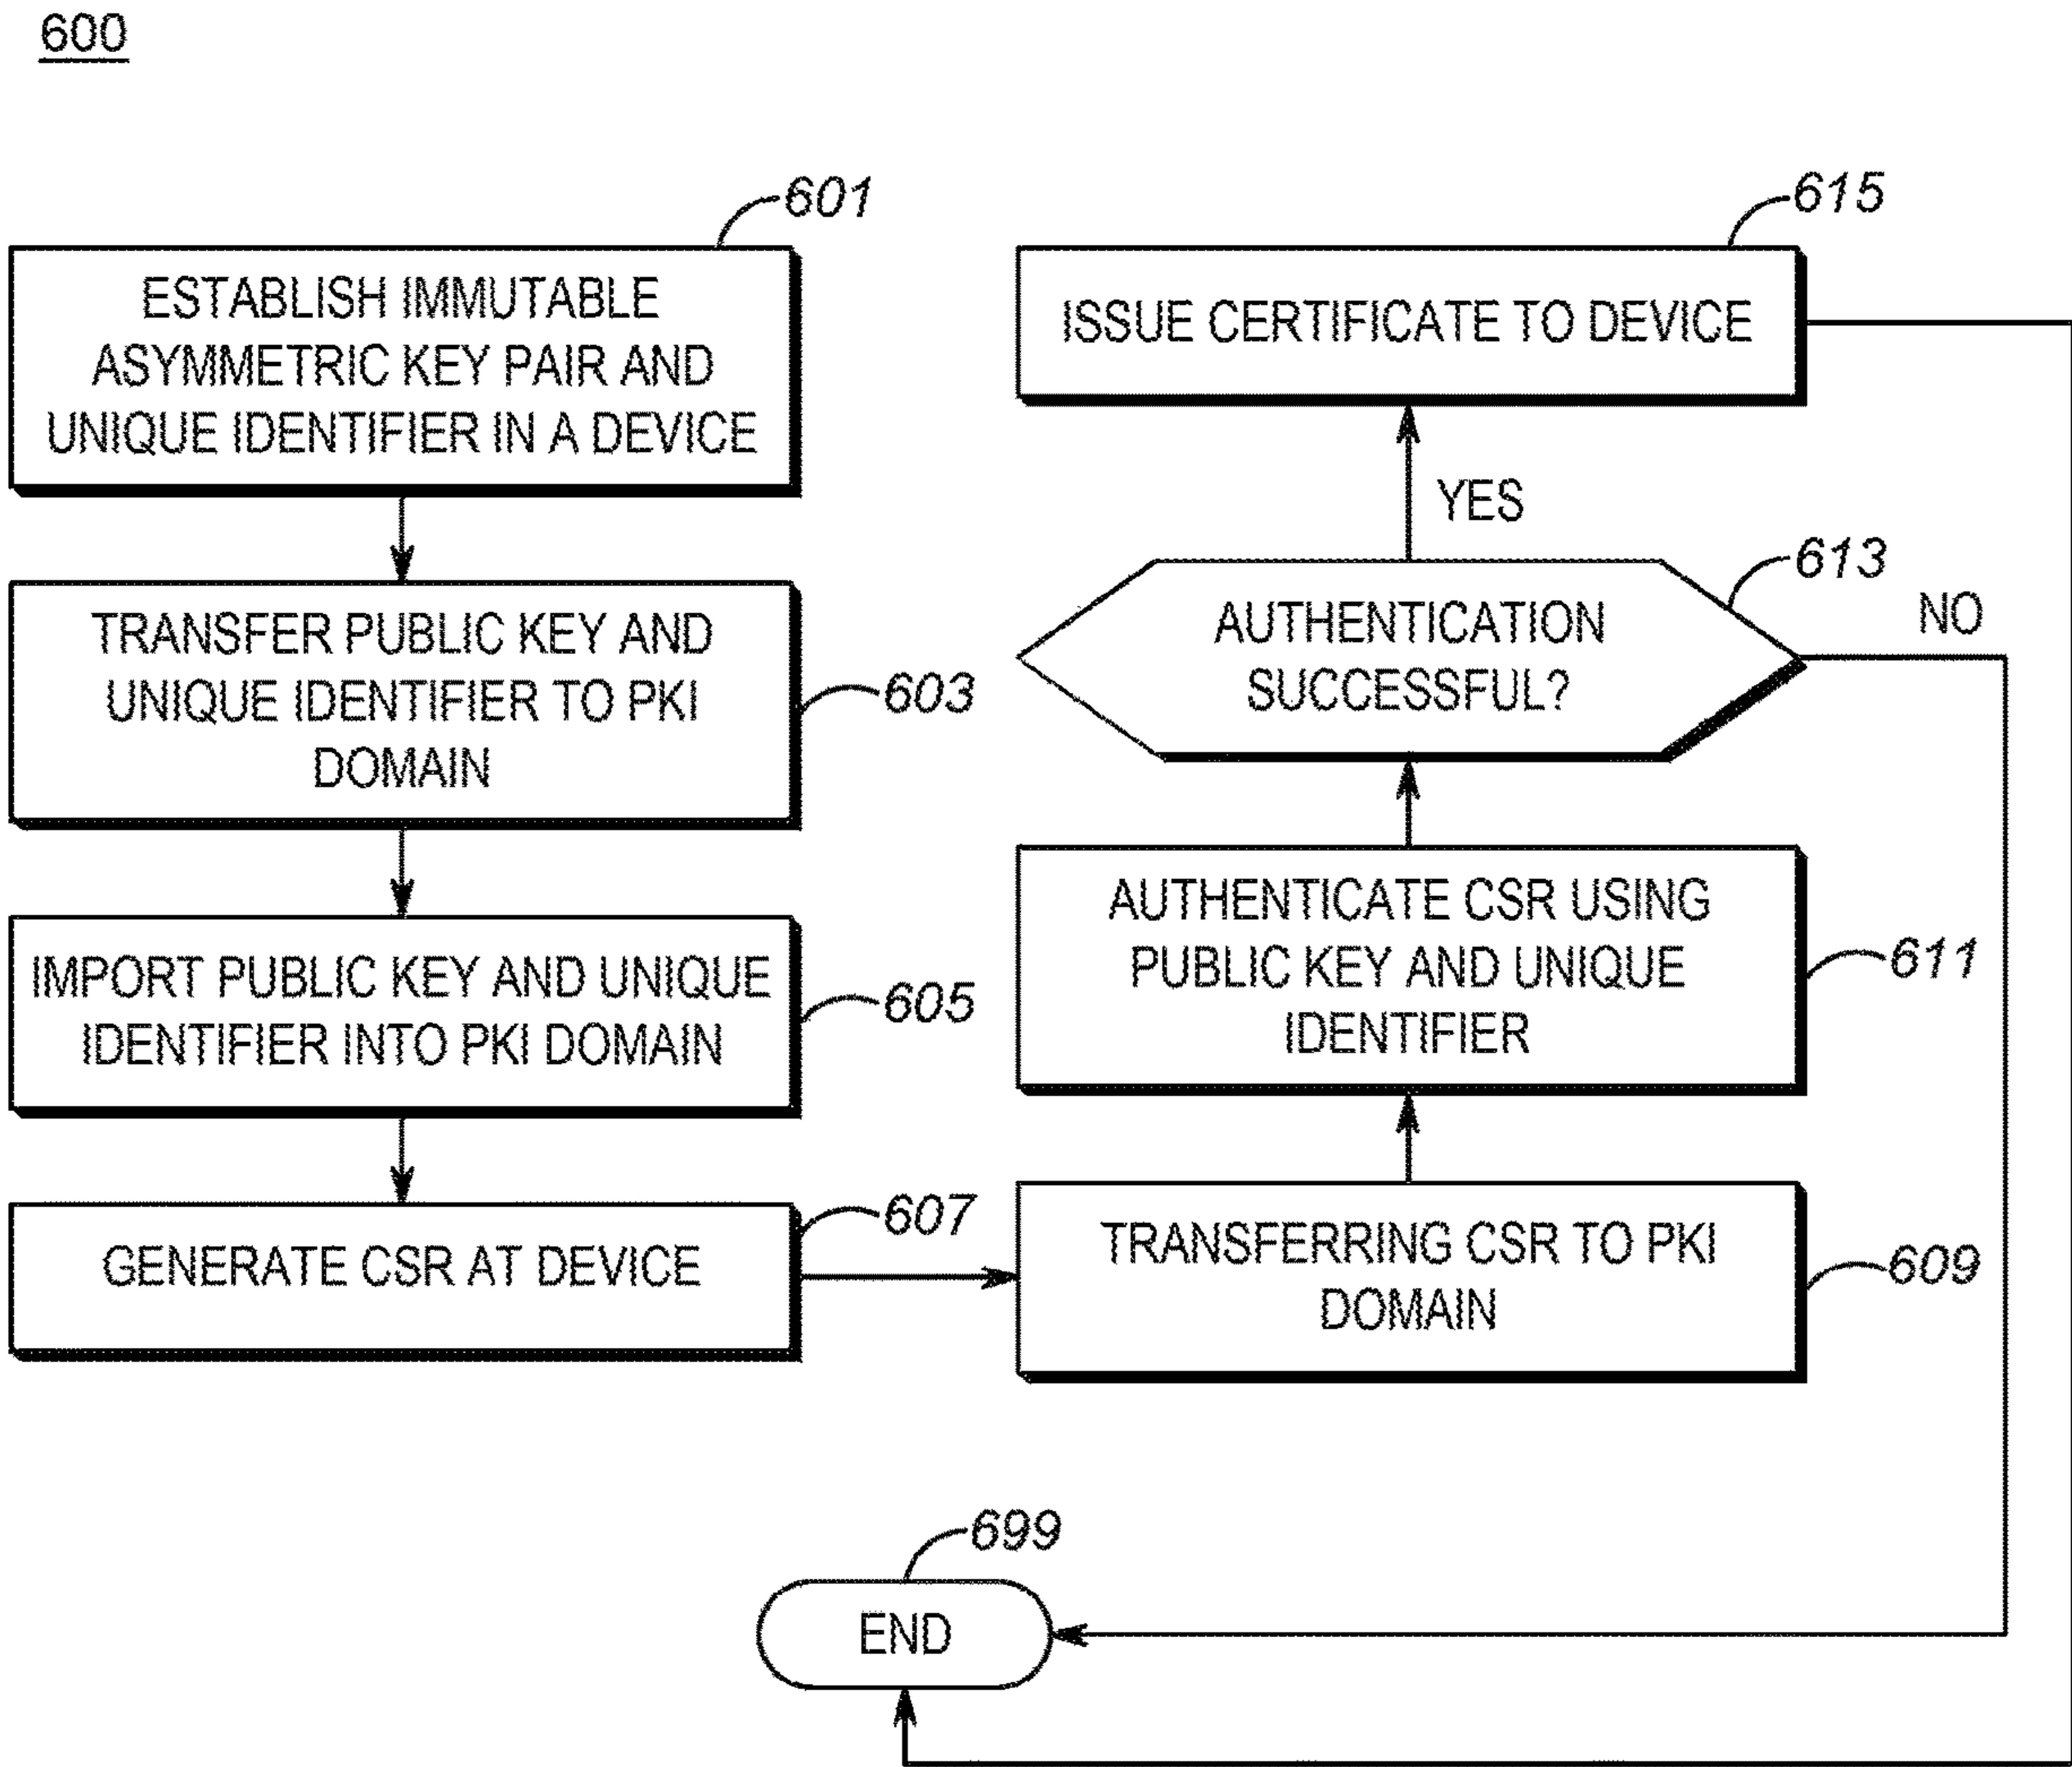 600
601
ESTABLISH IMMUTABLE
ASYMMETRIC KEY PAIR AND
UNIQUE IDENTIFIER IN A DEVICE
TRANSFER PUBLIC KEY AND
UNIQUE IDENTIFIER TO PKI
DOMAIN
603
IMPORT PUBLIC KEY AND UNIQUE
IDENTIFIER INTO PKI DOMAIN
605
GENERATE CSR AT DEVICE
607
TRANSFERRING CSR TO PKI
DOMAIN
609
AUTHENTICATE CSR USING
PUBLIC KEY AND UNIQUE
IDENTIFIER
611
AUTHENTICATION
SUCCESSFUL?
613
NO
YES
ISSUE CERTIFICATE TO DEVICE
615
699
END